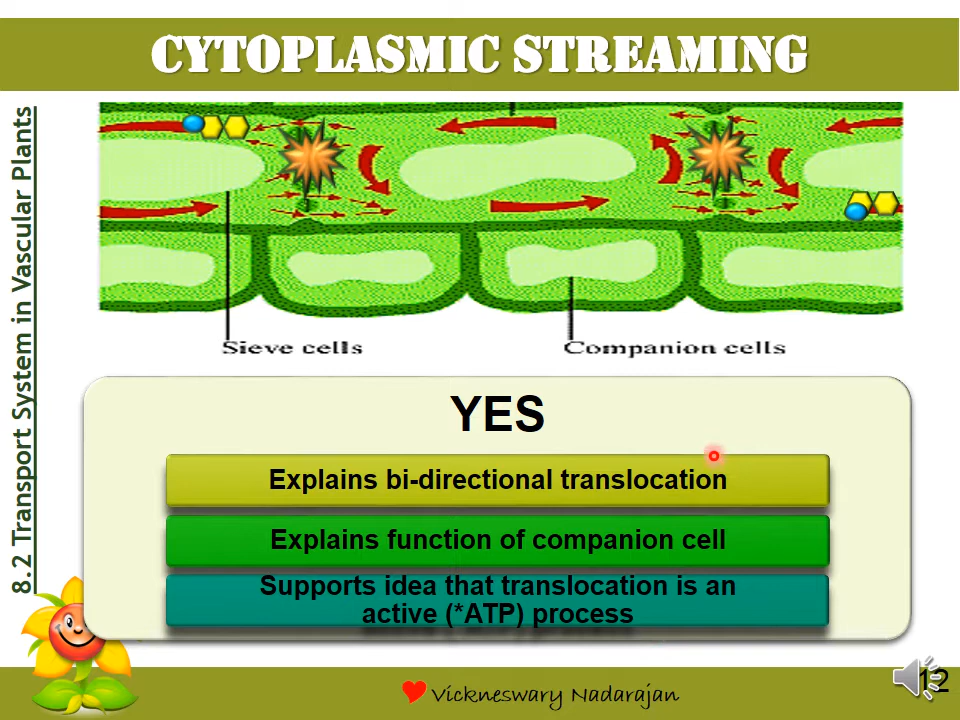 CYTOPLASMIC STREAMING
8.2 Transport System in Vascular Plants
Sieve cells
Companion cells
YES
Explains bi-directional translocation
Explains function of companion cell
Supports idea that translocation is an
active (*ATP) process
Vickneswary Nadarajan
12